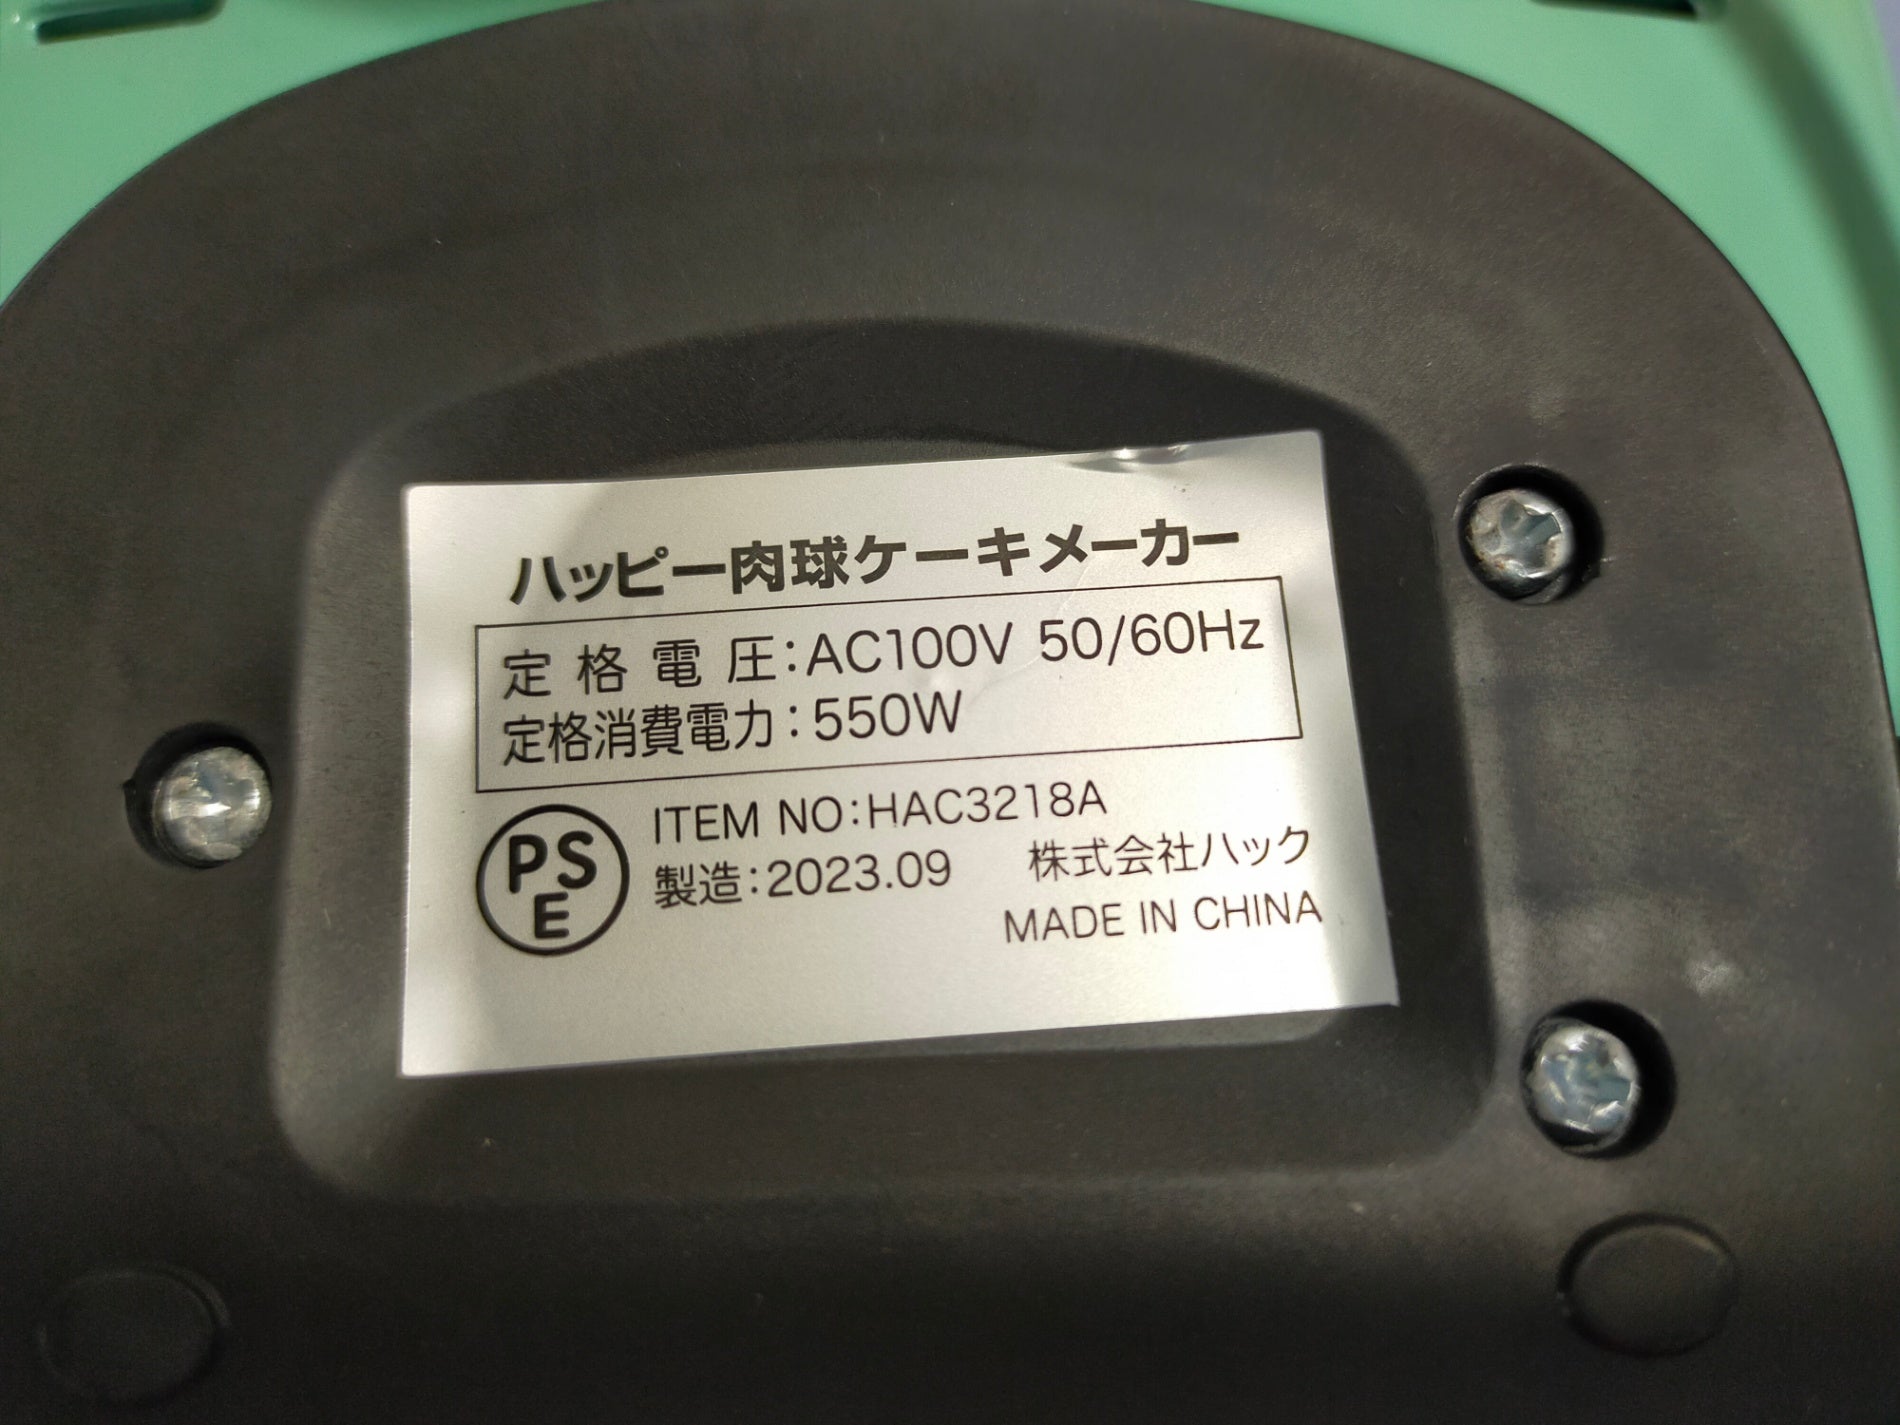 ハッピー肉球ケーキメーカー
定格電圧:AC100V 50/60Hz
定格消費電力:550W
PS
E
ITEM NO:HAC3218A
製造:2023.09 株式会社ハック
MADE IN CHINA